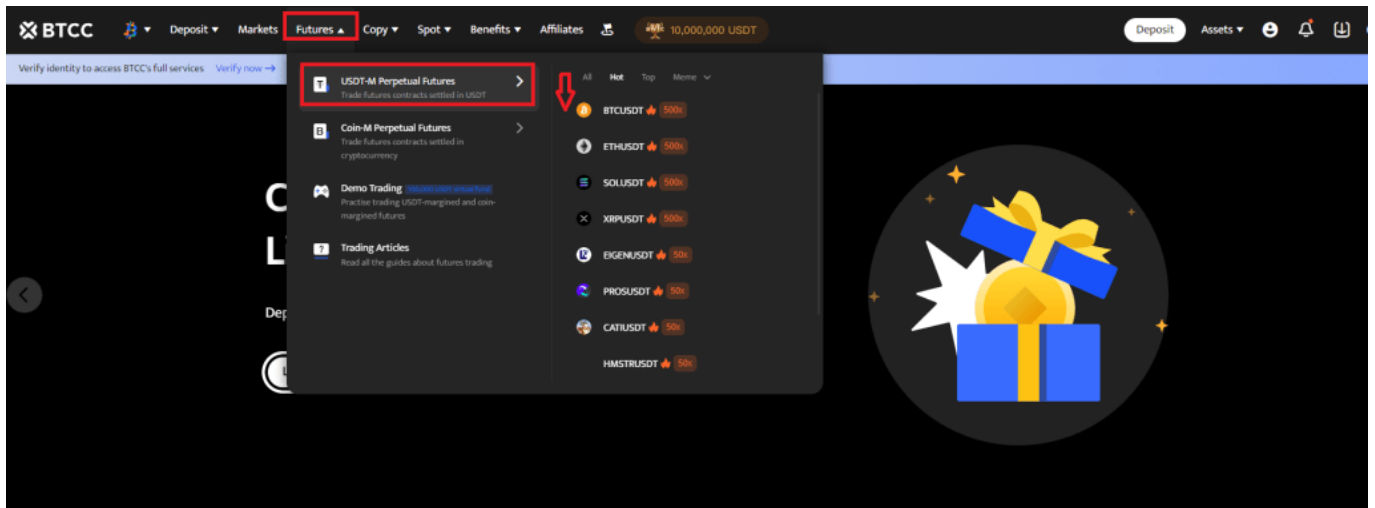 BTCC Deposit Markets Futures Copy Spot Benefits Affiliates 10,000,000 USDT Deposit Assets
Verify identity to access BTCC's full services Verify now →
USDT-M Perpetual Futures
Trade futures contracts settled in USDT
Coin-M Perpetual Futures
Trade futures contracts settled in
cryptocurrency
Demo Trading
Practise trading USDT-margined and coin-
margined futures
Trading Articles
Read all the guides about futures trading
All Hot Top Meme
BTCUSDT 500x
ETHUSDT 500x
SOLUSDT 500x
XRPUSDT 500x
EIGENUSDT 50x
PROSUSDT 50x
CATIUSDT 50x
HMSTRUSDT 50x
C
L
Dep